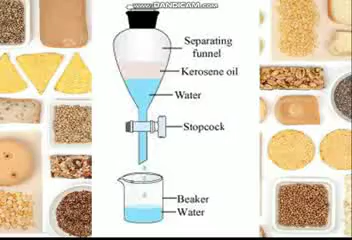 WWW.BANDICAM.COM
Separating
funnel
Kerosene oil
Water
Stopcock
Beaker
Water